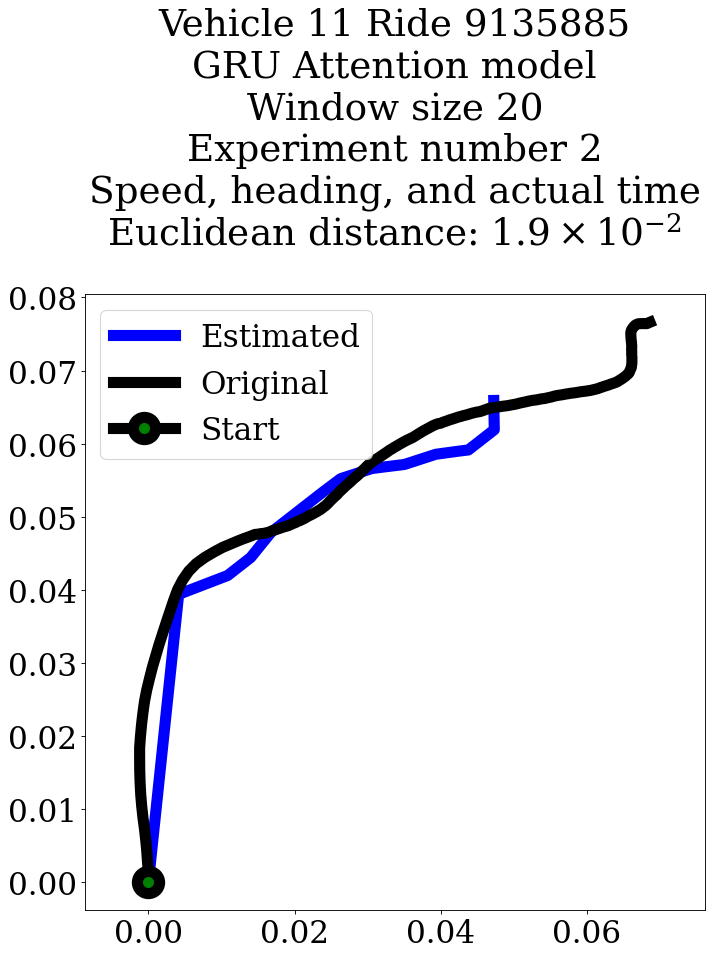 Vehicle 11 Ride 9135885
GRU Attention model
Window size 20
Experiment number 2
Speed, heading, and actual time
Euclidean distance: 1.9 × 10⁻²
0.08
0.07
0.06
0.05
0.04
0.03
0.02
0.01
0.00
Estimated
Original
Start
0.00 0.02 0.04 0.06